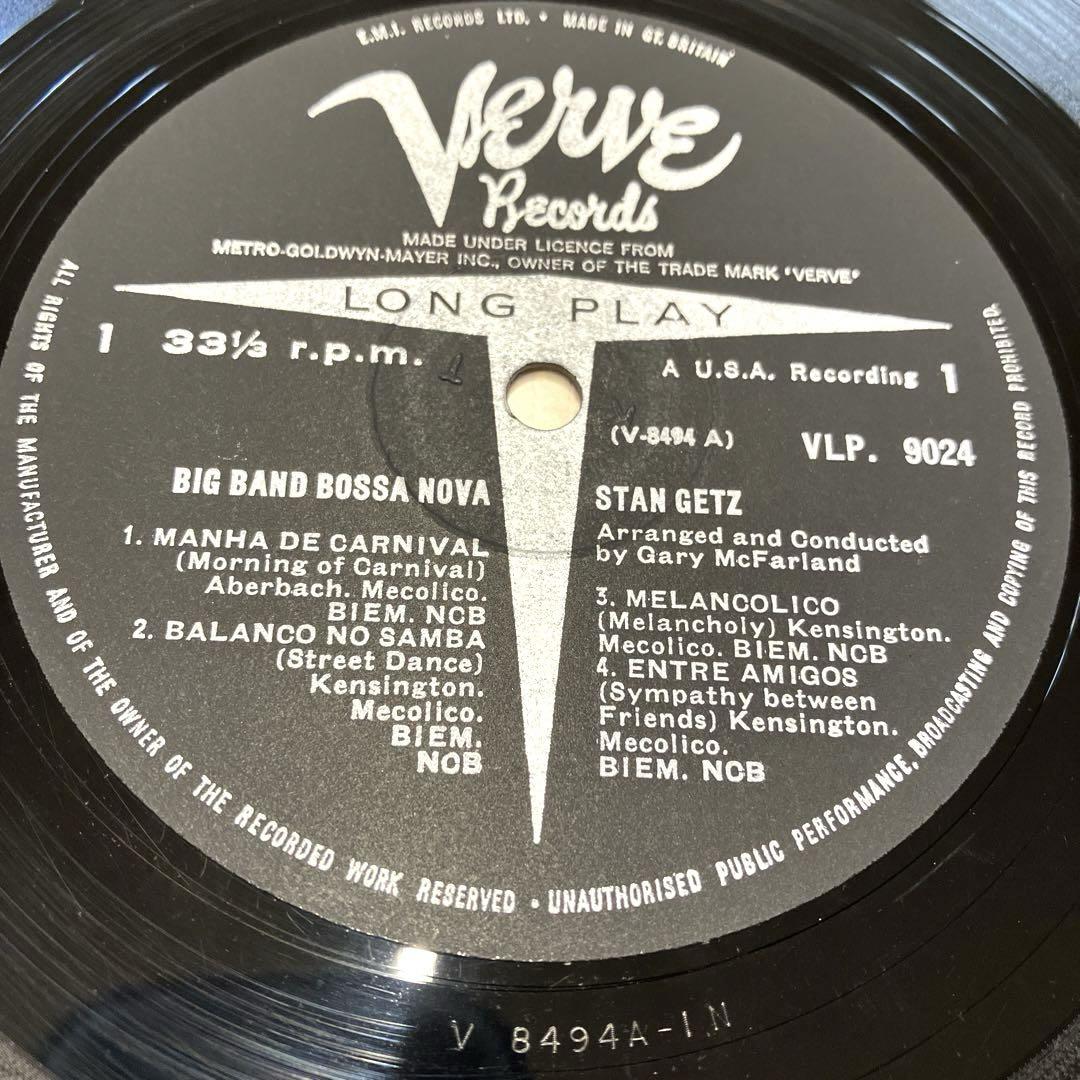 E.M.I. RECORDS LTD. • MADE IN GT. BRITAIN
Verve
Records
MADE UNDER LICENCE FROM
METRO-GOLDWYN-MAYER INC., OWNER OF THE TRADE MARK "VERVE"
LONG PLAY
1 33⅓ r.p.m.
1
A U.S.A. Recording 1
(V-8494 A) VLP. 9024
BIG BAND BOSSA NOVA
1. MANHA DE CARNIVAL
(Morning of Carnival)
Aberbach. Mecolico.
BIEM. NCB
2. BALANCO NO SAMBA
(Street Dance)
Kensington.
Mecolico.
BIEM.
NCB
STAN GETZ
Arranged and Conducted
by Gary McFarland
3. MELANCOLICO
(Melancholy) Kensington.
Mecolico. BIEM. NCB
4. ENTRE AMIGOS
(Sympathy between
Friends) Kensington.
Mecolico.
BIEM. NCB
ALL RIGHTS OF THE MANUFACTURER AND OF THE OWNER OF THE RECORDED WORK RESERVED • UNAUTHORISED PUBLIC PERFORMANCE, BROADCASTING AND COPYING OF THIS RECORD PROHIBITED.
V 8494A-1N